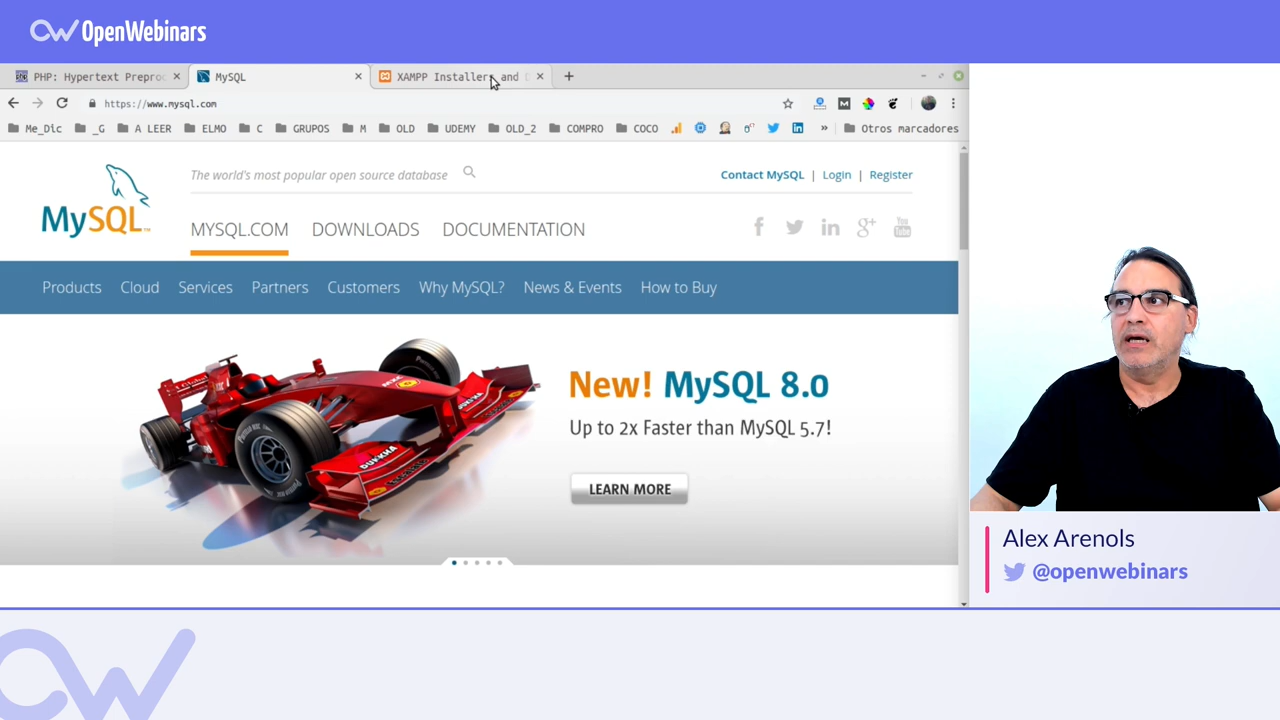 OpenWebinars
PHP: Hypertext Preproc
MySQL
XAMPP Installers and
https://www.mysql.com
Me_Dic
_G
A LEER
ELMO
C
GRUPOS
M
OLD
UDEMY
OLD_2
COMPRO
COCO
»
Otros marcadores
MySQL
The world's most popular open source database
Contact MySQL | Login | Register
MYSQL.COM
DOWNLOADS
DOCUMENTATION
You
Tube
Products
Cloud
Services
Partners
Customers
Why MySQL?
News & Events
How to Buy
New! MySQL 8.0
Up to 2x Faster than MySQL 5.7!
LEARN MORE
Alex Arenols
@openwebinars